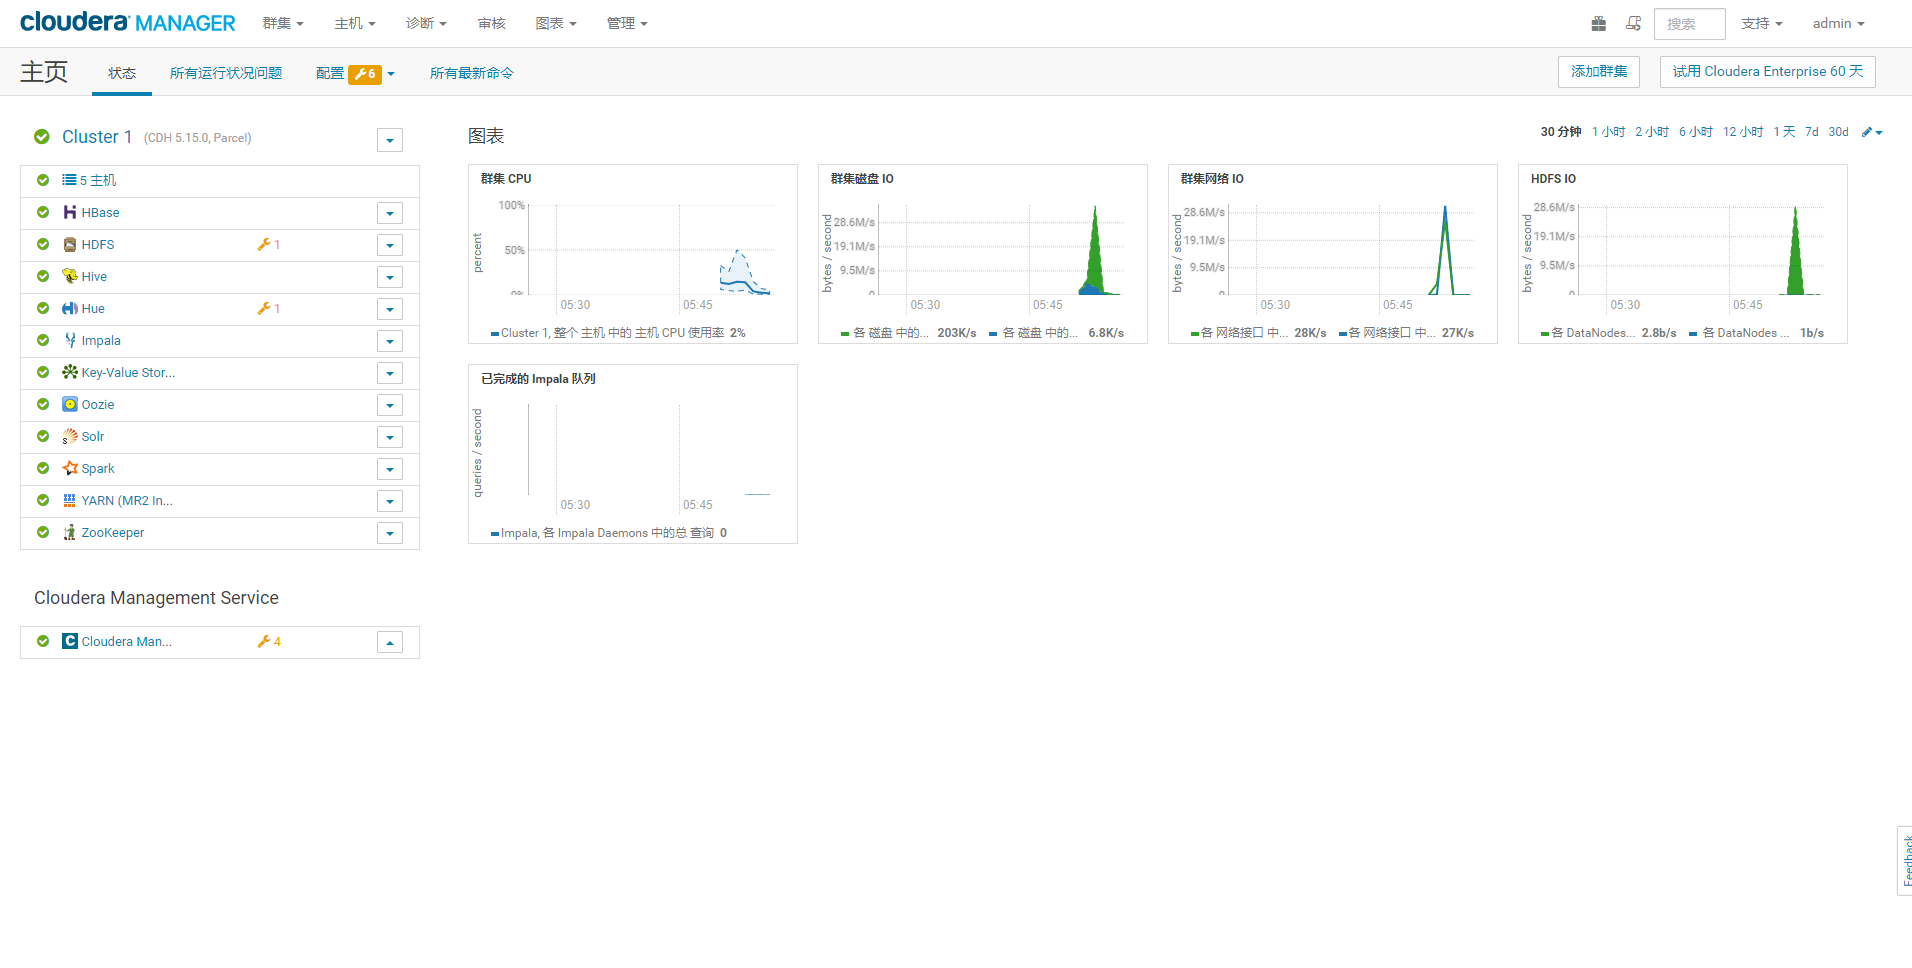 cloudera MANAGER 群集 主机 诊断 审核 图表 管理 搜索 支持 admin
主页 状态 所有运行状况问题 配置 6 所有最新命令 添加群集 试用 Cloudera Enterprise 60 天
Cluster 1 (CDH 5.15.0, Parcel)
5 主机
HBase
HDFS 1
Hive
Hue 1
Impala
Key-Value Stor...
Oozie
Solr
Spark
YARN (MR2 In...
ZooKeeper
Cloudera Management Service
Cloudera Man... 4
图表
30 分钟 1 小时 2 小时 6 小时 12 小时 1 天 7d 30d
群集 CPU
percent
100%
50%
0%
05:30 05:45
Cluster 1, 整个 主机 中的 主机 CPU 使用率 2%
群集磁盘 IO
bytes / second
28.6M/s
19.1M/s
9.5M/s
0
05:30 05:45
各 磁盘 中的... 203K/s 各 磁盘 中的... 6.8K/s
群集网络 IO
bytes / second
28.6M/s
19.1M/s
9.5M/s
0
05:30 05:45
各 网络接口 中... 28K/s 各 网络接口 中... 27K/s
HDFS IO
bytes / second
28.6M/s
19.1M/s
9.5M/s
0
05:30 05:45
各 DataNodes... 2.8b/s 各 DataNodes ... 1b/s
已完成的 Impala 队列
queries / second
05:30 05:45
Impala, 各 Impala Daemons 中的总 查询 0
Feedback